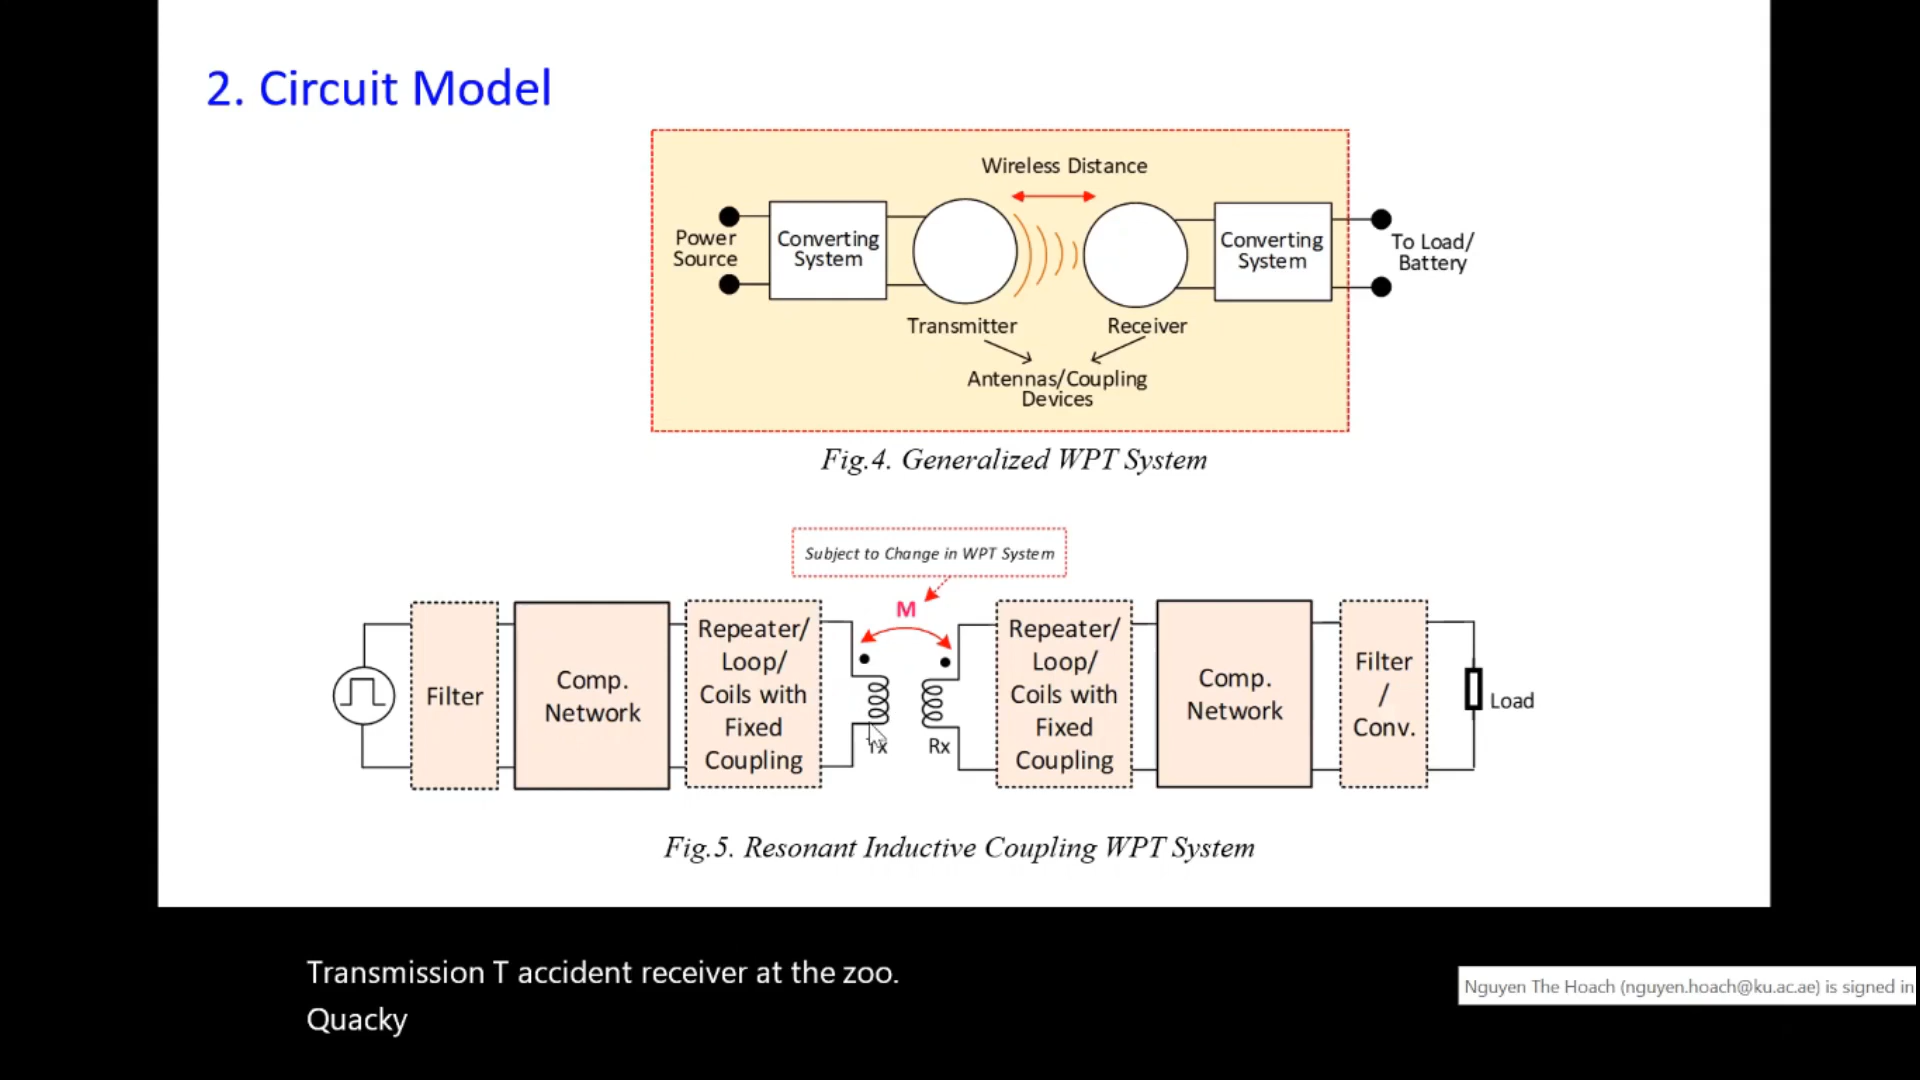 2. Circuit Model
Wireless Distance
Power
Source
Converting
System
Converting
System
To Load/
Battery
Transmitter
Receiver
Antennas/Coupling
Devices
Fig.4. Generalized WPT System
Subject to Change in WPT System
M
Filter
Comp.
Network
Repeater/
Loop/
Coils with
Fixed
Coupling
Tx
Rx
Repeater/
Loop/
Coils with
Fixed
Coupling
Comp.
Network
Filter
/
Conv.
Load
Fig.5. Resonant Inductive Coupling WPT System
Transmission T accident receiver at the zoo.
Quacky
Nguyen The Hoach (nguyen.hoach@ku.ac.ae) is signed in